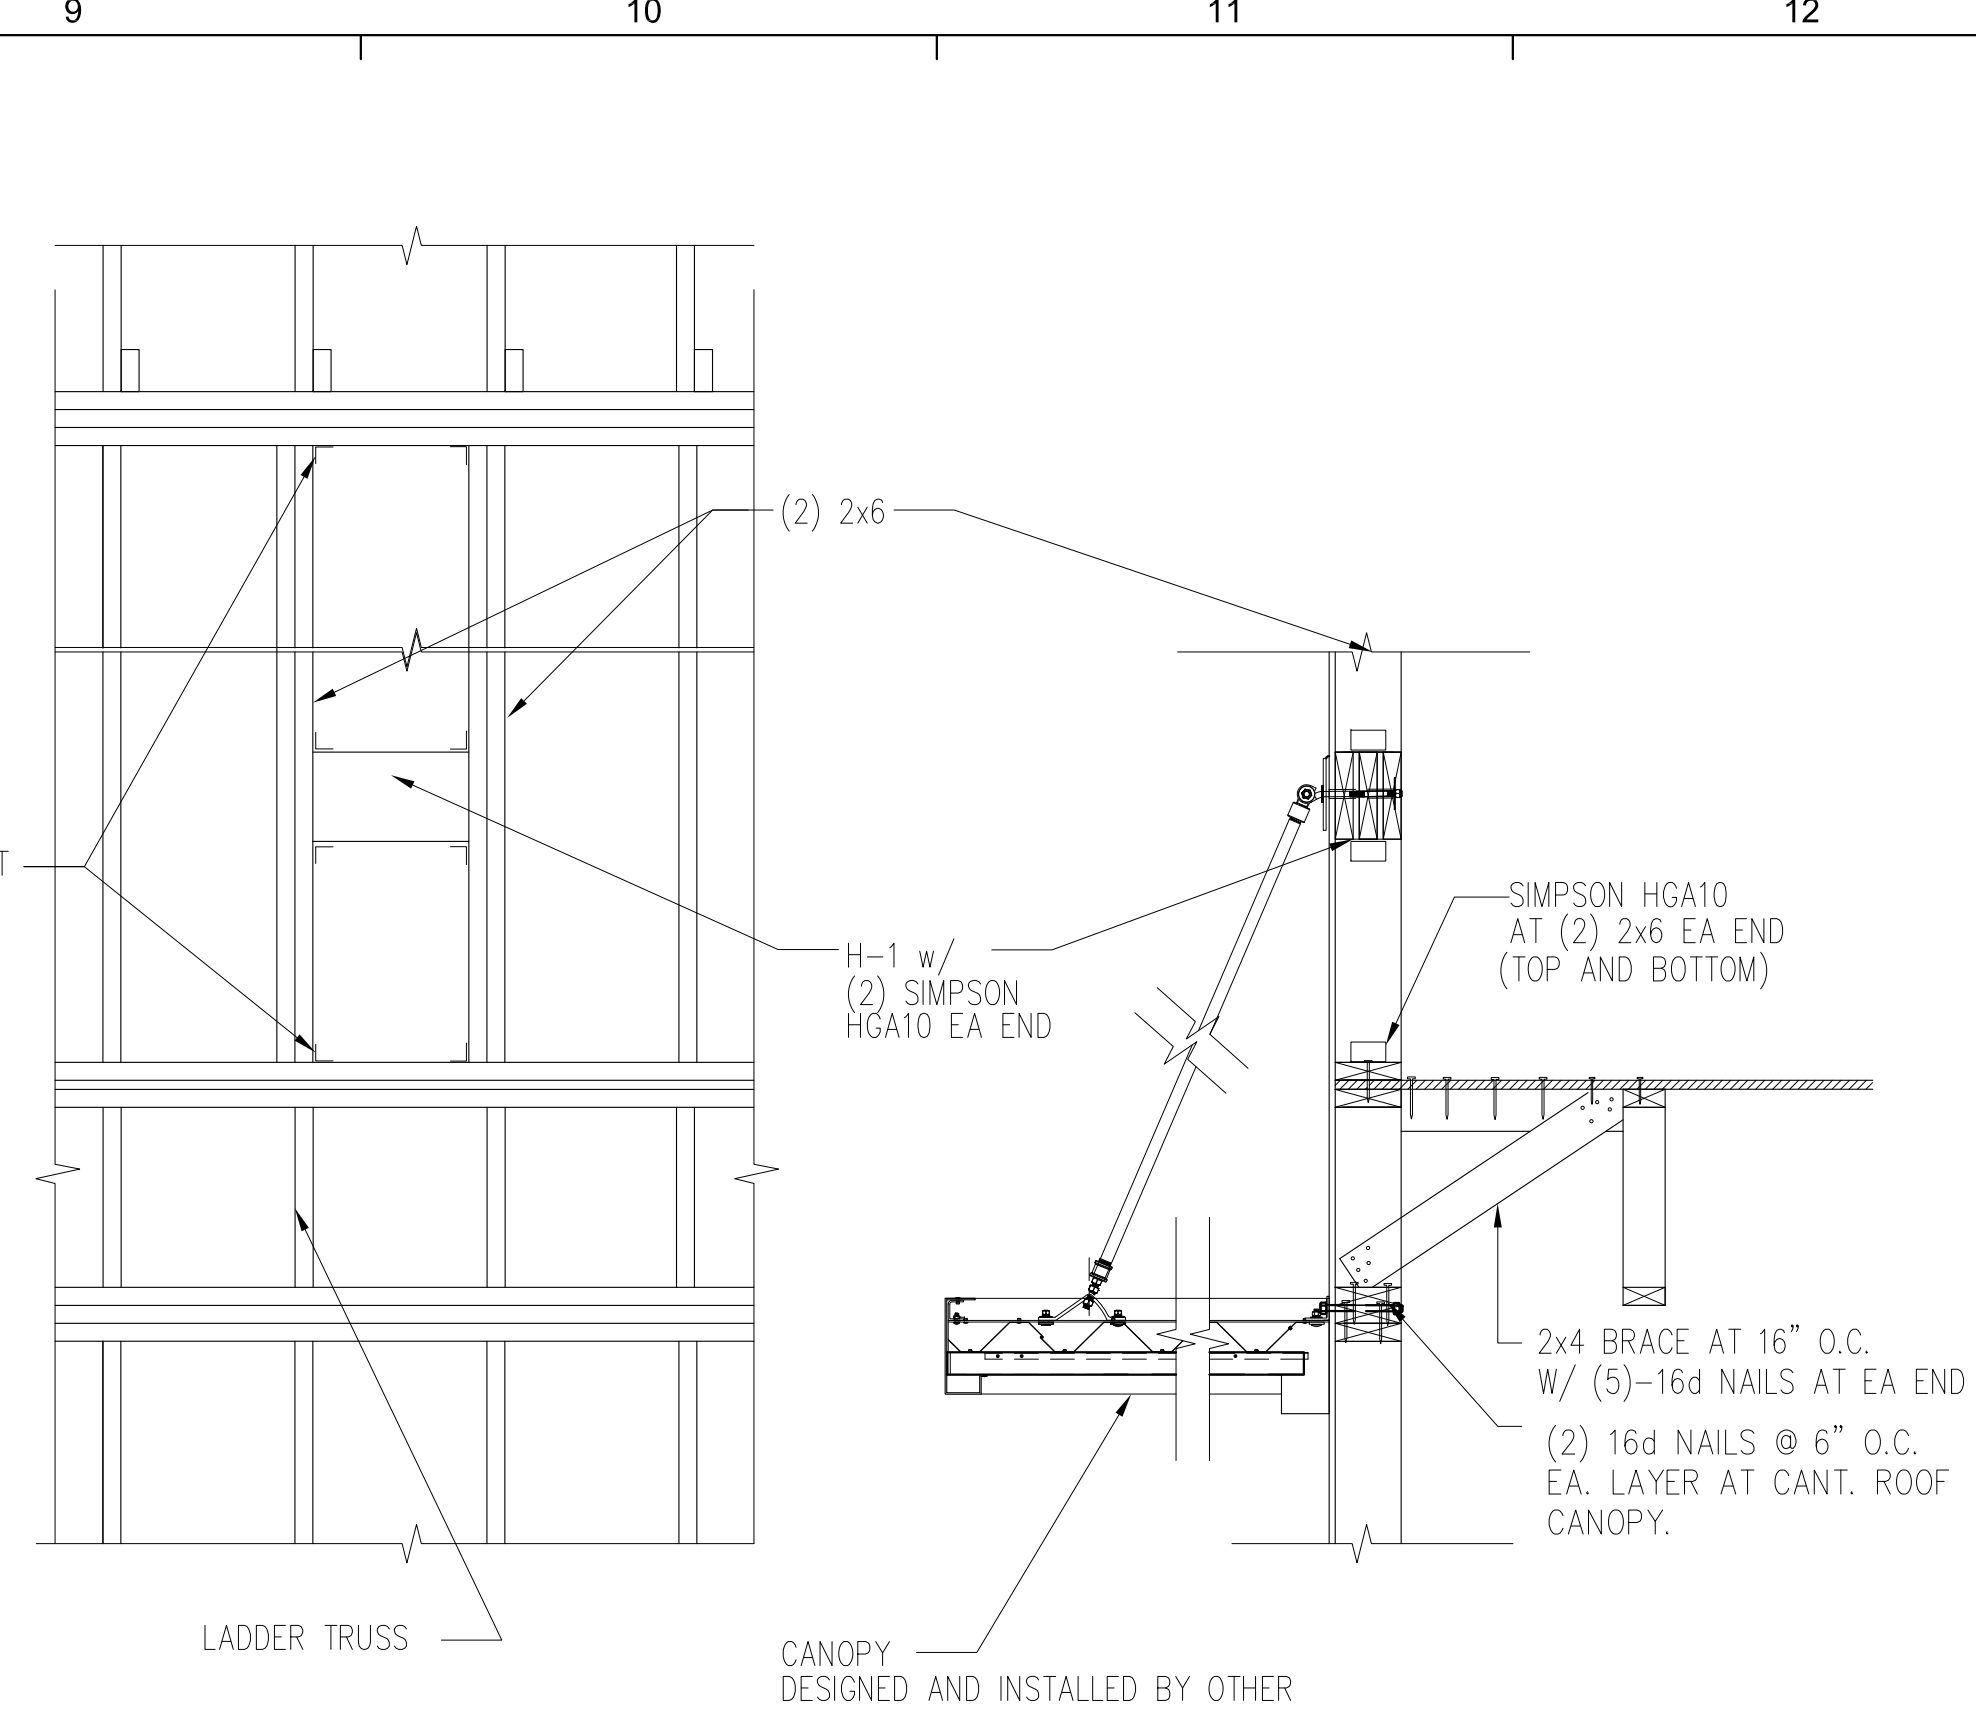 9 10 11 12
(2) 2x6
T
SIMPSON HGA10
AT (2) 2x6 EA END
(TOP AND BOTTOM)
H-1 w/
(2) SIMPSON
HGA10 EA END
2x4 BRACE AT 16” O.C.
W/ (5)-16d NAILS AT EA END
(2) 16d NAILS @ 6” O.C.
EA. LAYER AT CANT. ROOF
CANOPY.
LADDER TRUSS
CANOPY
DESIGNED AND INSTALLED BY OTHER